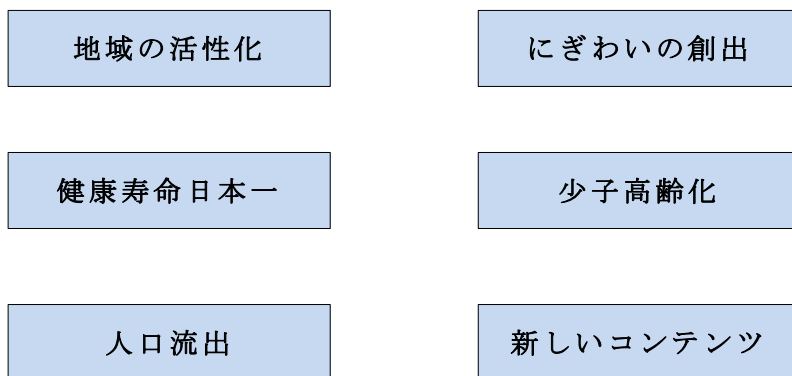 地域の活性化
にぎわいの創出
健康寿命日本一
少子高齢化
人口流出
新しいコンテンツ